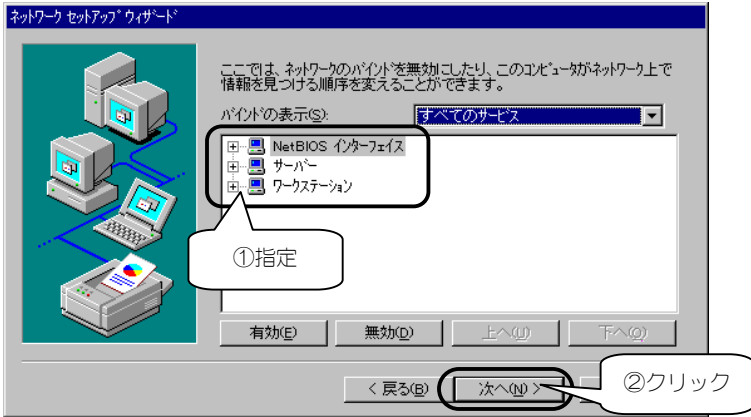 ネットワーク セットアップ ウィザード
ここでは、ネットワークのバインドを無効にしたり、このコンピュータがネットワーク上で
情報を見つける順序を変えることができます。
バインドの表示(S):
すべてのサービス
NetBIOS インターフェイス
サーバー
ワークステーション
①指定
有効(E)
無効(D)
上へ(U)
下へ(O)
< 戻る(B)
次へ(N) >
②クリック